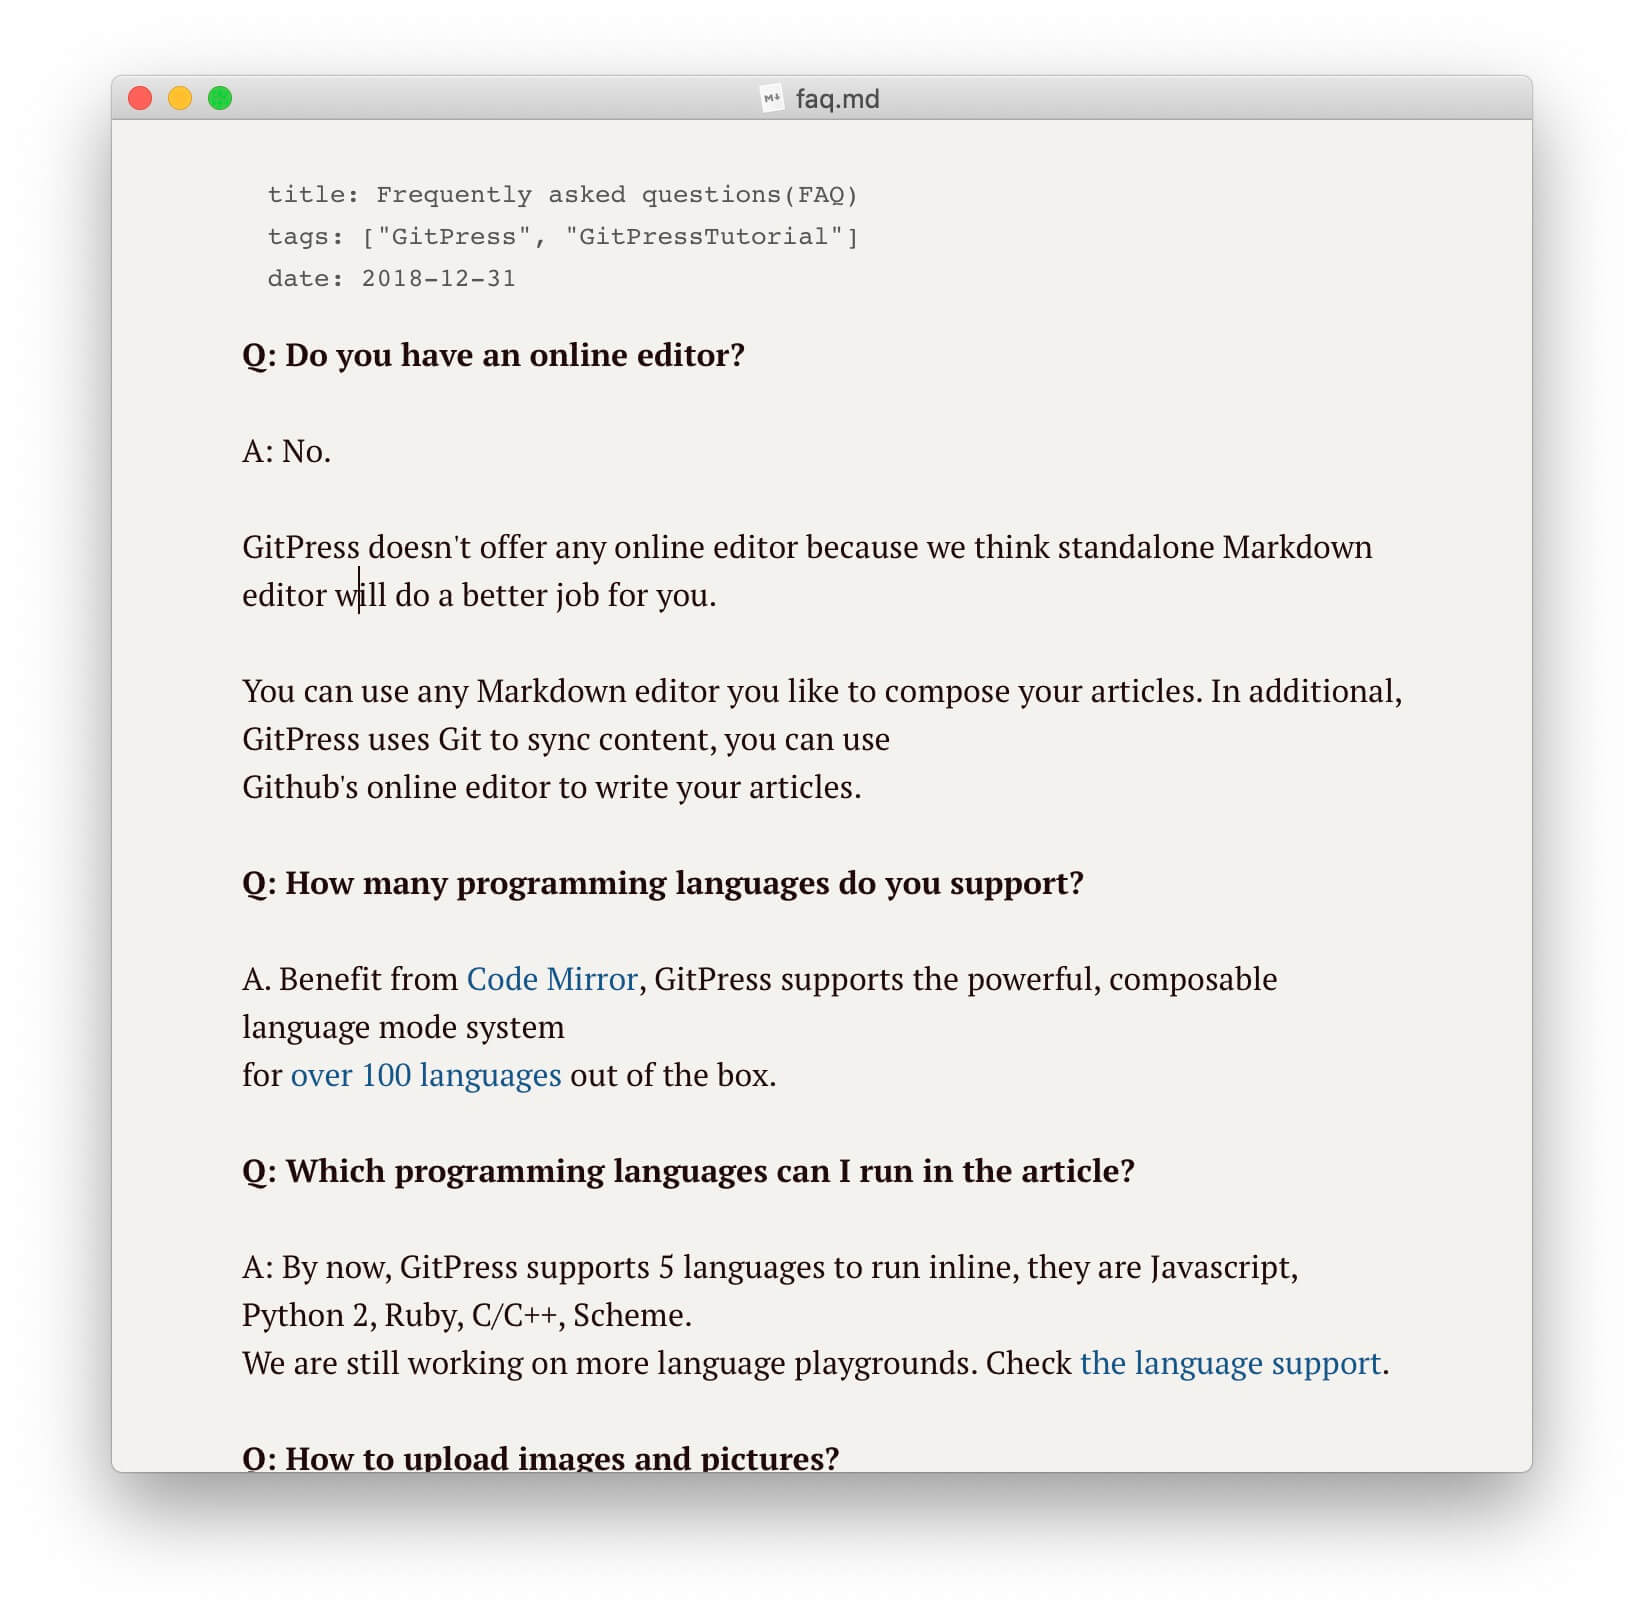 M↓ faq.md
title: Frequently asked questions(FAQ)
tags: ["GitPress", "GitPressTutorial"]
date: 2018-12-31
Q: Do you have an online editor?
A: No.
GitPress doesn't offer any online editor because we think standalone Markdown
editor will do a better job for you.
You can use any Markdown editor you like to compose your articles. In additional,
GitPress uses Git to sync content, you can use
Github's online editor to write your articles.
Q: How many programming languages do you support?
A. Benefit from Code Mirror, GitPress supports the powerful, composable
language mode system
for over 100 languages out of the box.
Q: Which programming languages can I run in the article?
A: By now, GitPress supports 5 languages to run inline, they are Javascript,
Python 2, Ruby, C/C++, Scheme.
We are still working on more language playgrounds. Check the language support.
Q: How to upload images and pictures?